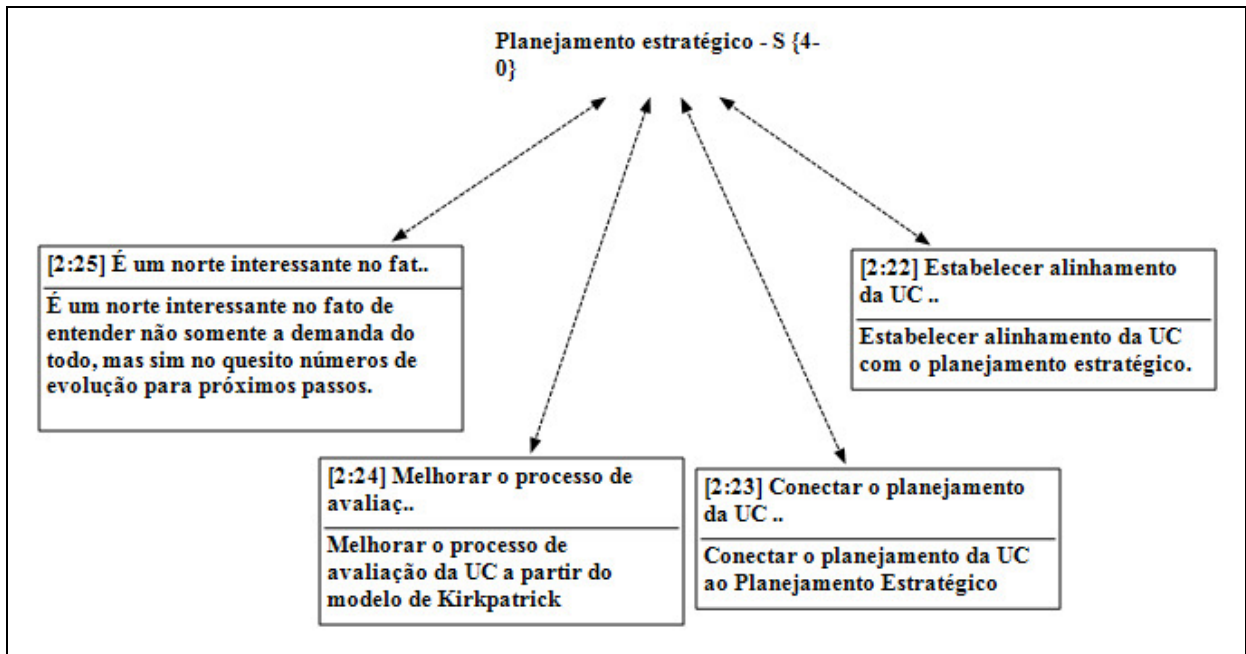 Planejamento estratégico - S {4-
0}
[2:25] É um norte interessante no fat..
É um norte interessante no fato de
entender não somente a demanda do
todo, mas sim no quesito números de
evolução para próximos passos.
[2:22] Estabelecer alinhamento
da UC ..
Estabelecer alinhamento da UC
com o planejamento estratégico.
[2:24] Melhorar o processo de
avaliaç..
Melhorar o processo de
avaliação da UC a partir do
modelo de Kirkpatrick
[2:23] Conectar o planejamento
da UC ..
Conectar o planejamento da UC
ao Planejamento Estratégico